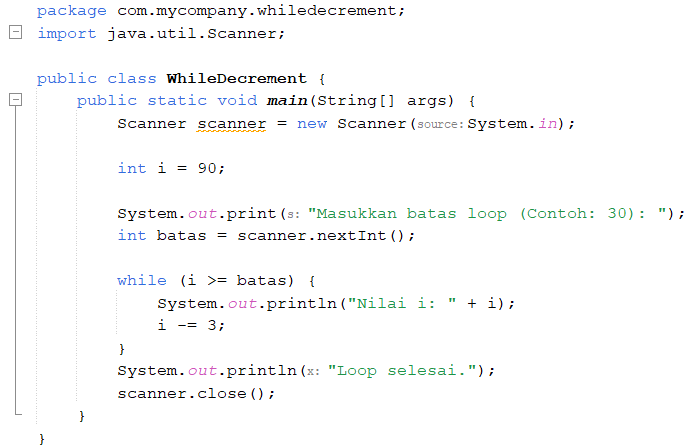 package com.mycompany.whiledecrement;
import java.util.Scanner;
public class WhileDecrement {
public static void main(String[] args) {
Scanner scanner = new Scanner(source:System.in);
int i = 90;
System.out.print(s: "Masukkan batas loop (Contoh: 30): ");
int batas = scanner.nextInt();
while (i >= batas) {
System.out.println("Nilai i: " + i);
i -= 3;
}
System.out.println(x: "Loop selesai.");
scanner.close();
}
}